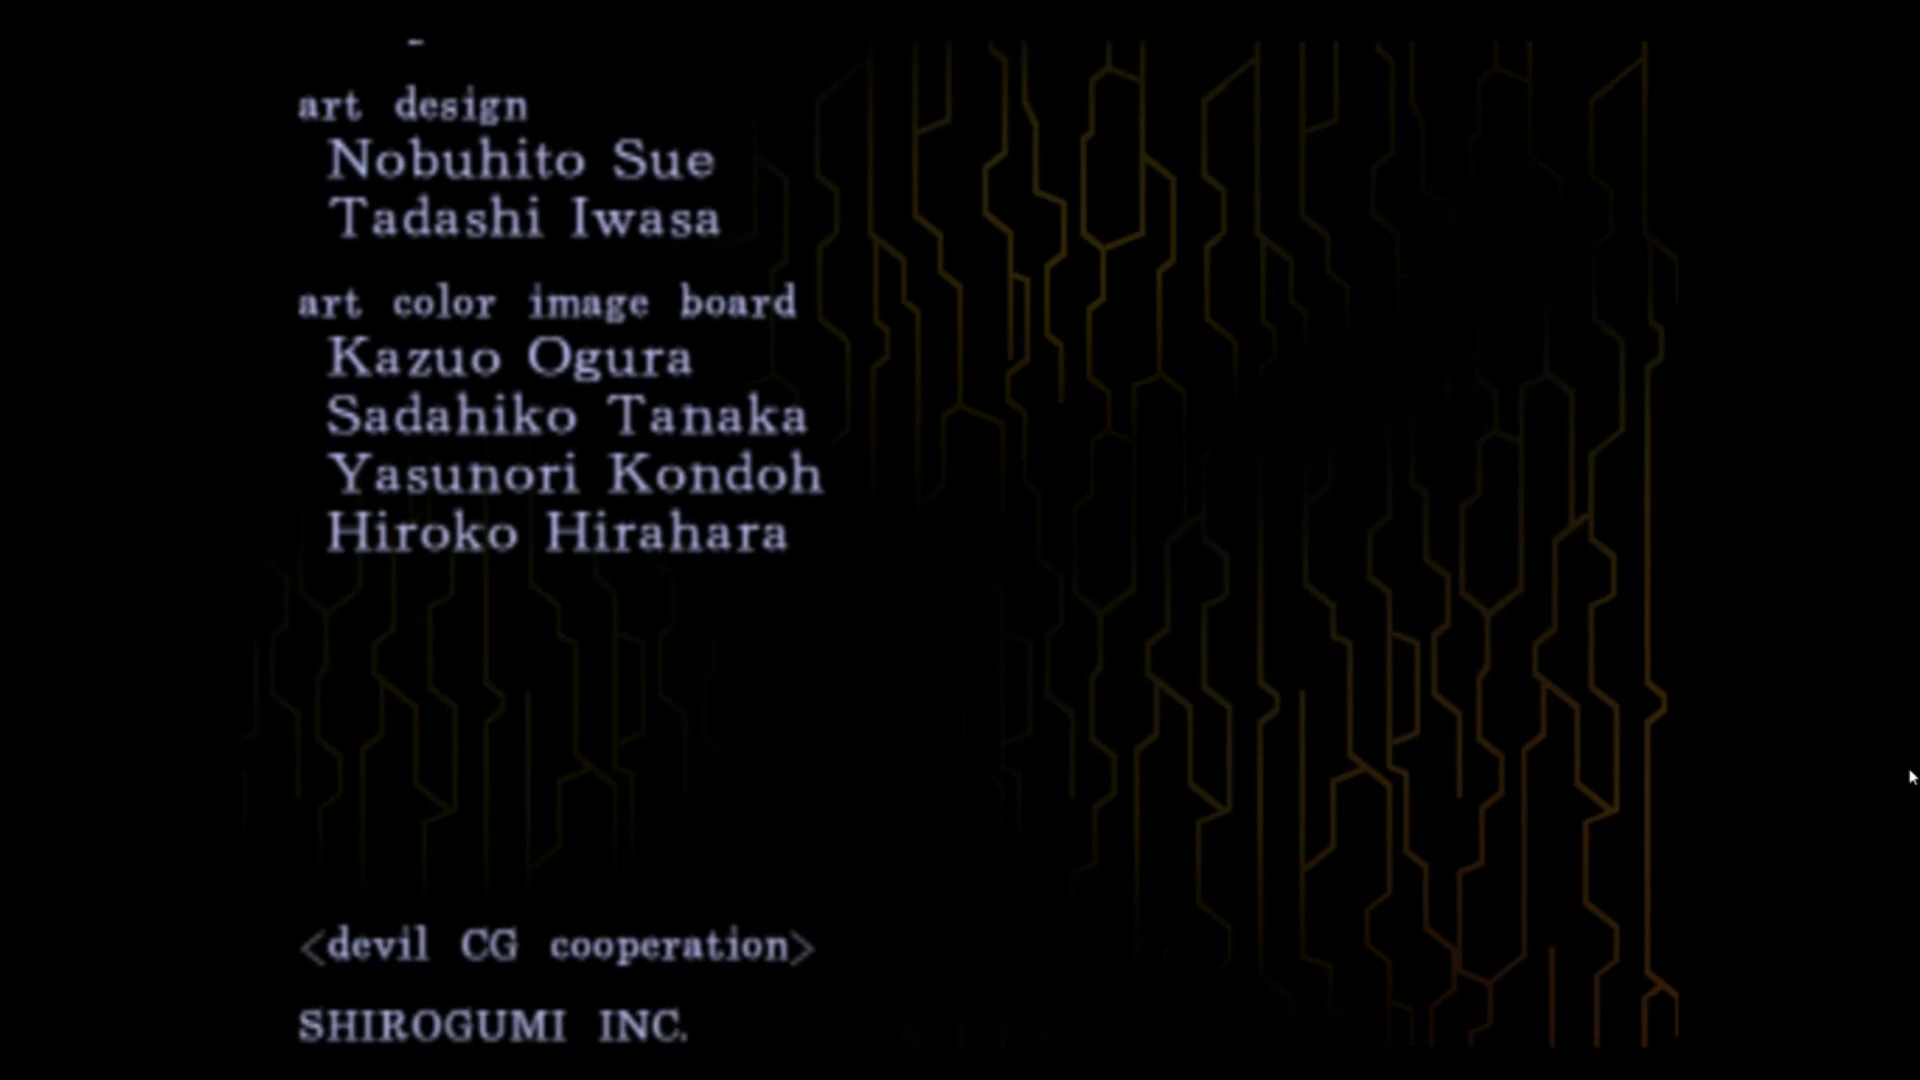 art design
Nobuhito Sue
Tadashi Iwasa
art color image board
Kazuo Ogura
Sadahiko Tanaka
Yasunori Kondoh
Hiroko Hirahara
<devil CG cooperation>
SHIROGUMI INC.